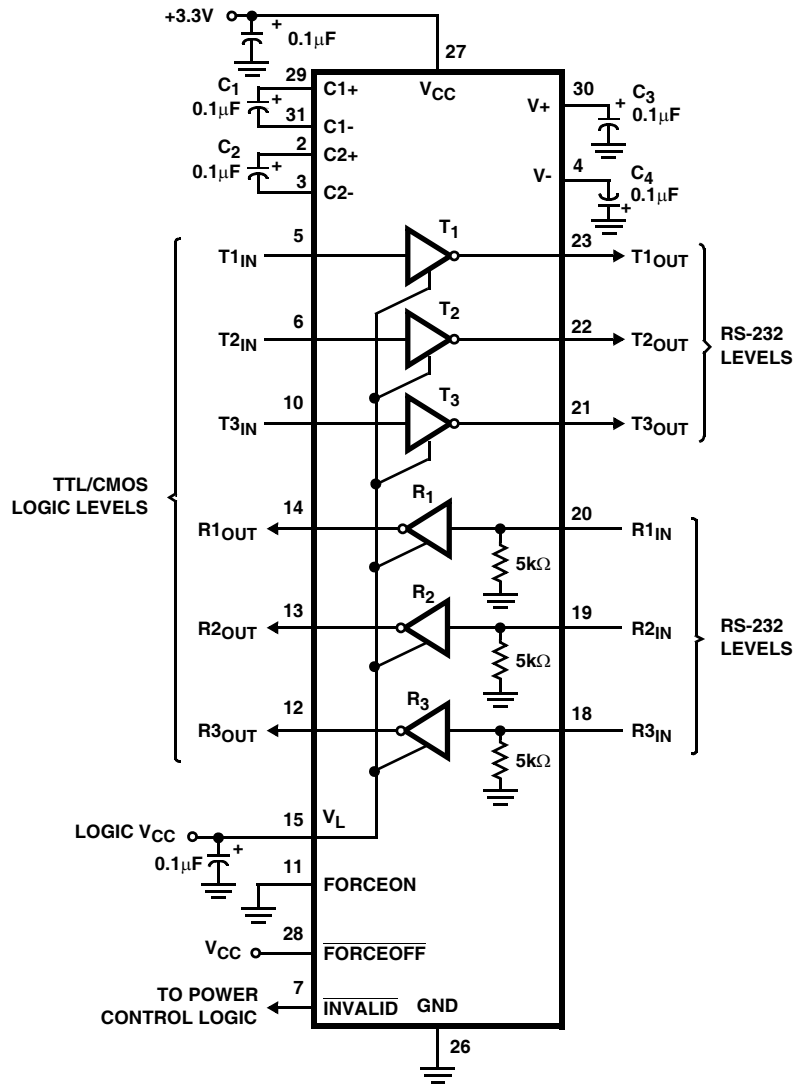 +3.3V
+
0.1μF
27
29
C1
0.1μF
+
C1+
VCC
30
V+
+
C3
0.1μF
31
C1-
2
C2
0.1μF
+
C2+
4
V-
C4
0.1μF
+
3
C2-
T1
5
T1IN
23
T1OUT
T2
6
T2IN
22
T2OUT
RS-232
LEVELS
T3
10
T3IN
21
T3OUT
TTL/CMOS
LOGIC LEVELS
R1
14
R1OUT
20
R1IN
5kΩ
R2
13
R2OUT
19
R2IN
5kΩ
RS-232
LEVELS
R3
12
R3OUT
18
R3IN
5kΩ
15
VL
LOGIC VCC
+
0.1μF
11
FORCEON
28
VCC
FORCEOFF
7
TO POWER
CONTROL LOGIC
INVALID
GND
26